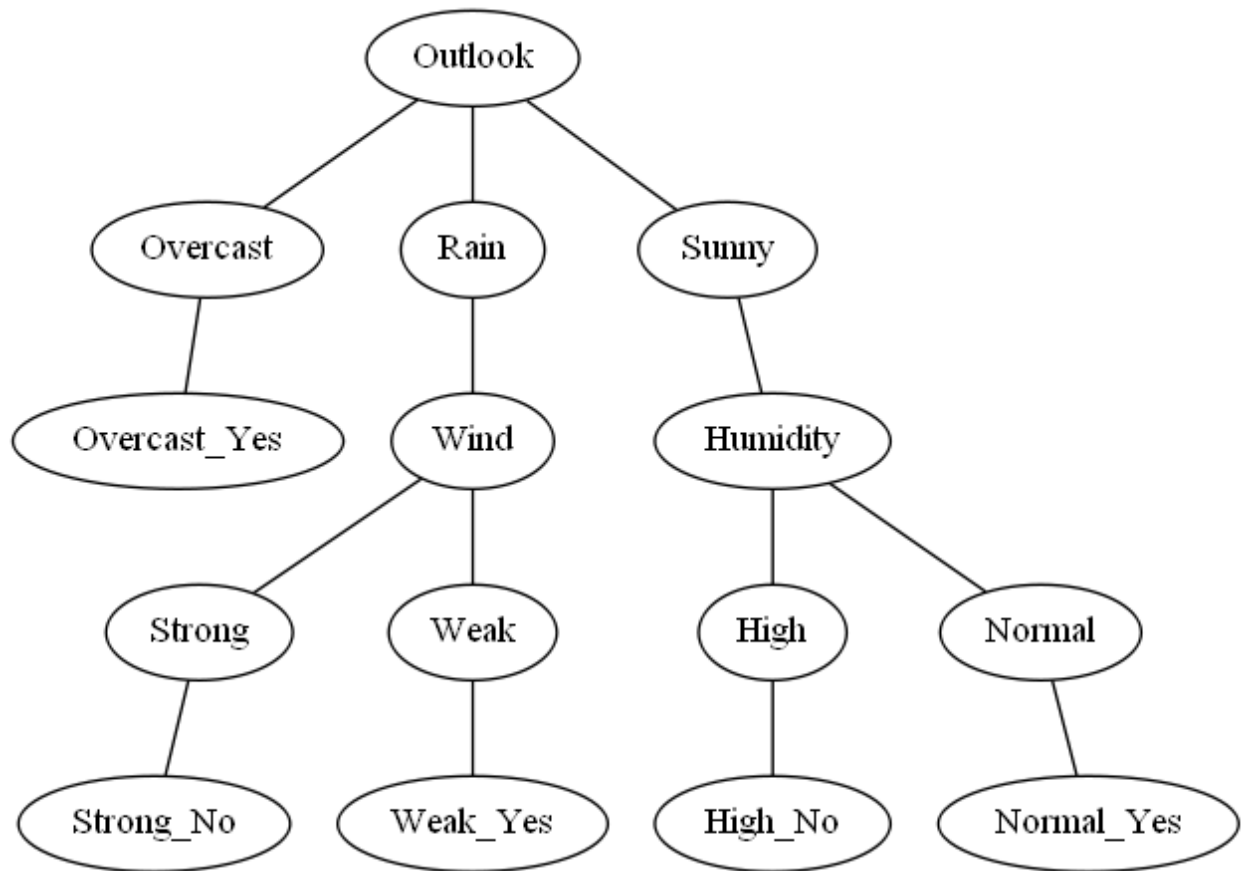 Outlook
Overcast
Rain
Sunny
Overcast_Yes
Wind
Humidity
Strong
Weak
High
Normal
Strong_No
Weak_Yes
High_No
Normal_Yes